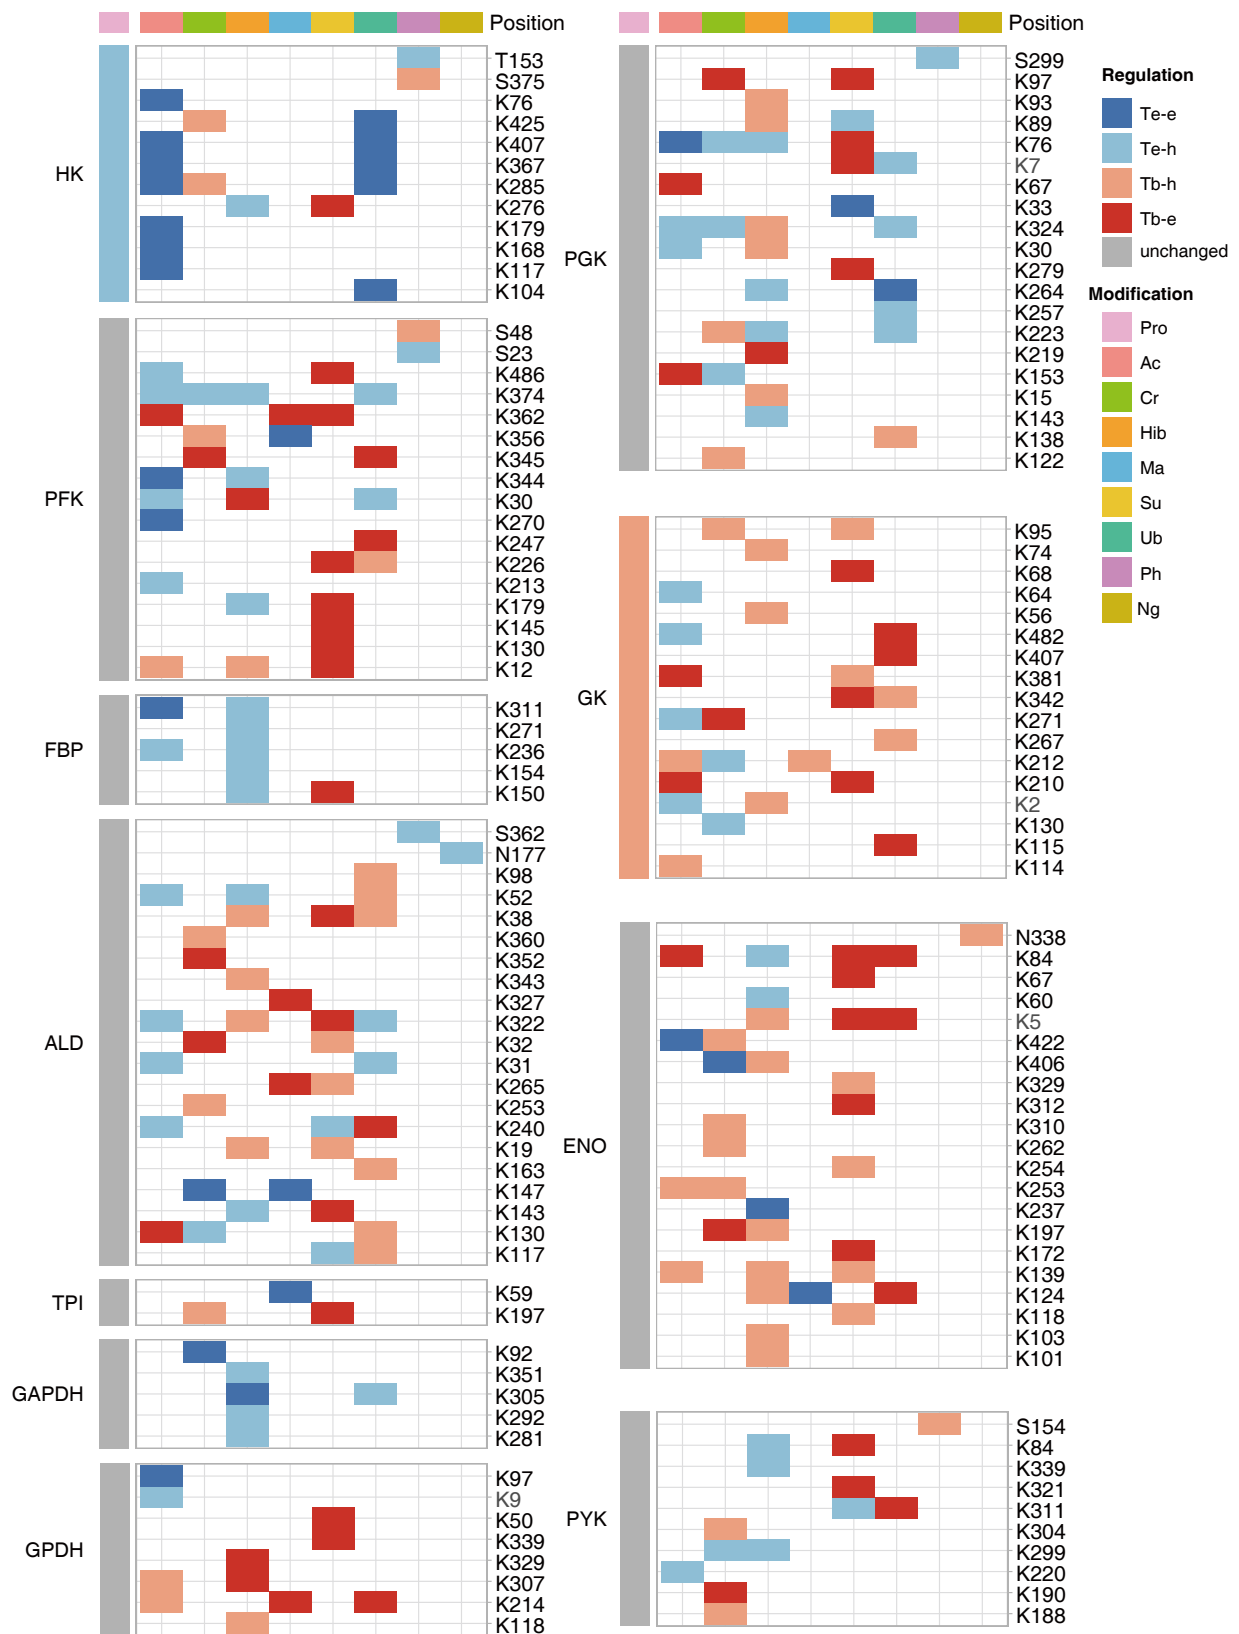 Position
HK
T153
S375
K76
K425
K407
K367
K285
K276
K179
K168
K117
K104
PFK
S48
S23
K486
K374
K362
K356
K345
K344
K30
K270
K247
K226
K213
K179
K145
K130
K12
FBP
K311
K271
K236
K154
K150
ALD
S362
N177
K98
K52
K38
K360
K352
K343
K327
K322
K32
K31
K265
K253
K240
K19
K163
K147
K143
K130
K117
TPI
K59
K197
GAPDH
K92
K351
K305
K292
K281
GPDH
K97
K9
K50
K339
K329
K307
K214
K118
Position
PGK
S299
K97
K93
K89
K76
K7
K67
K33
K324
K30
K279
K264
K257
K223
K219
K153
K15
K143
K138
K122
GK
K95
K74
K68
K64
K56
K482
K407
K381
K342
K271
K267
K212
K210
K2
K130
K115
K114
ENO
N338
K84
K67
K60
K5
K422
K406
K329
K312
K310
K262
K254
K253
K237
K197
K172
K139
K124
K118
K103
K101
PYK
S154
K84
K339
K321
K311
K304
K299
K220
K190
K188
Regulation
Te-e
Te-h
Tb-h
Tb-e
unchanged
Modification
Pro
Ac
Cr
Hib
Ma
Su
Ub
Ph
Ng